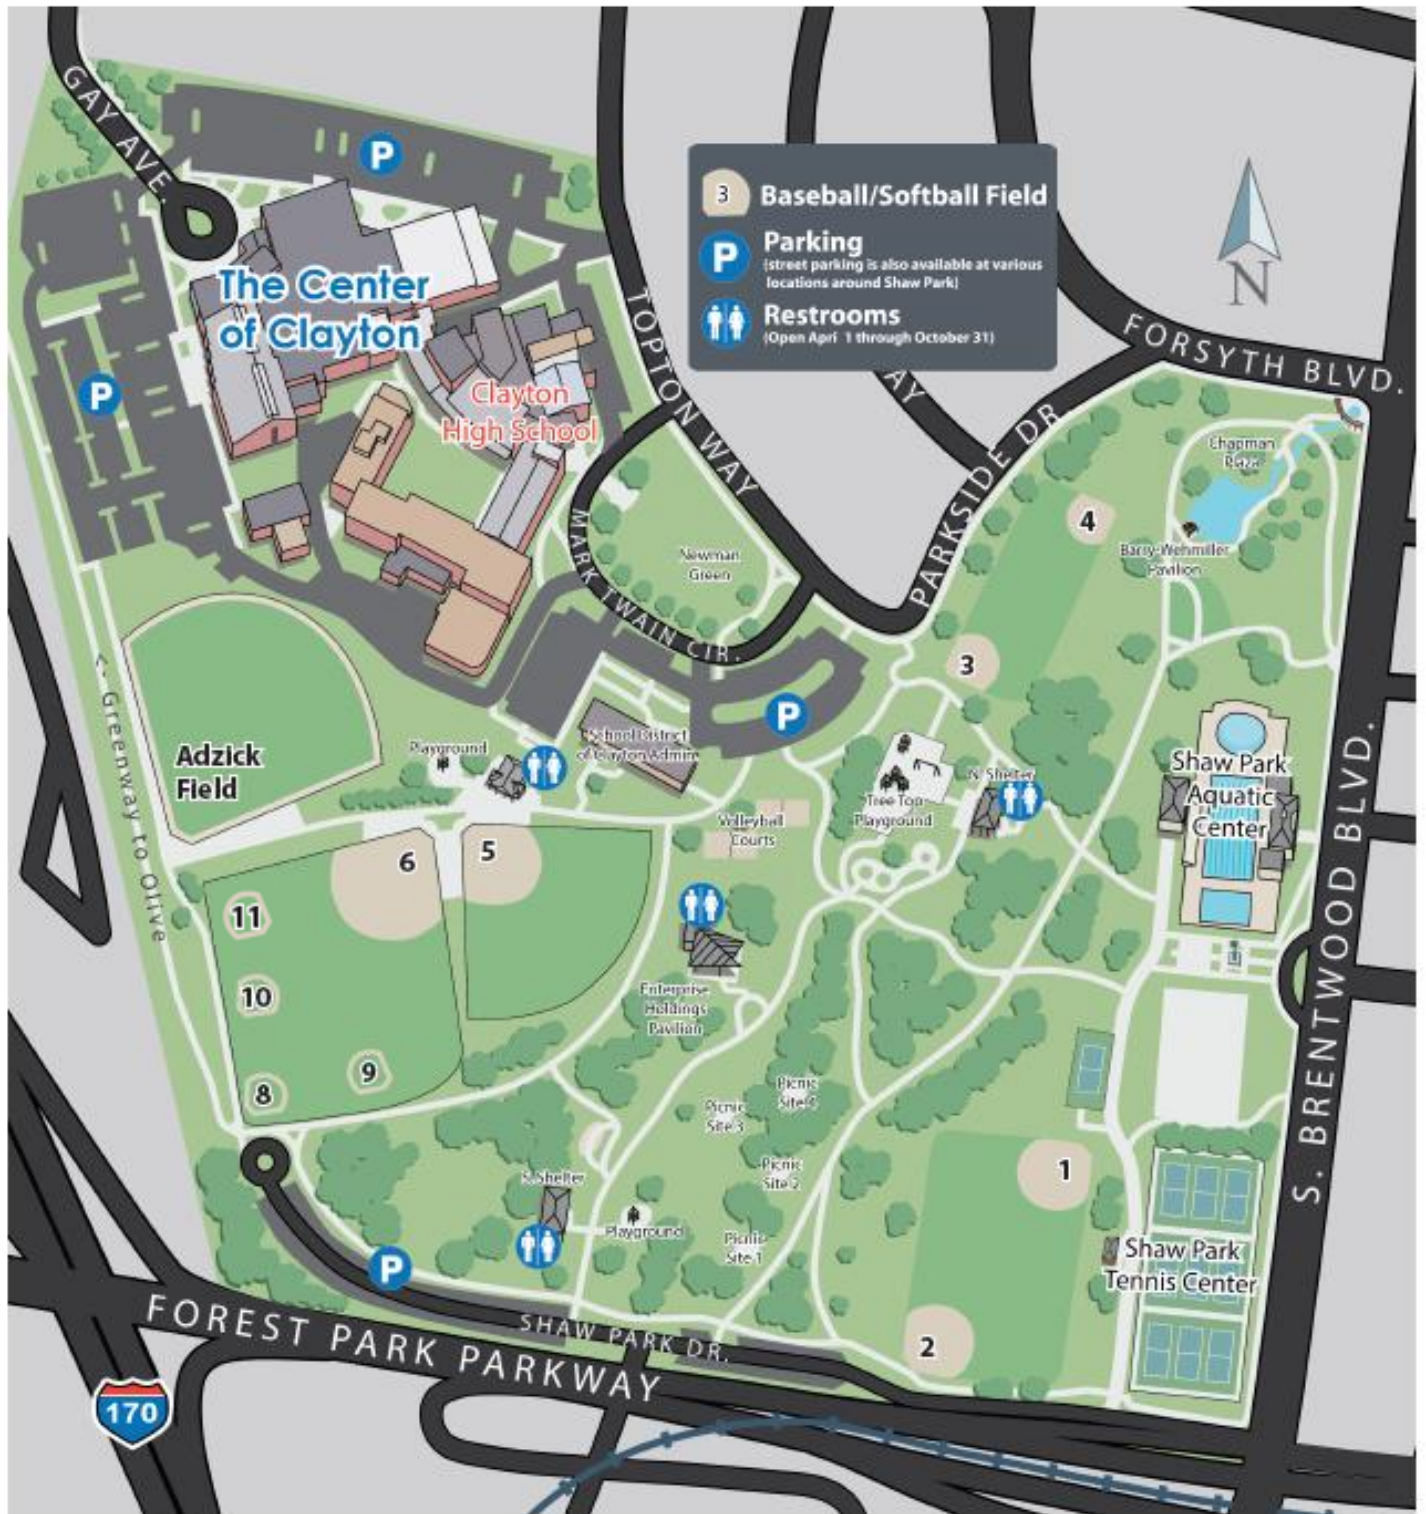 GAY AVE.
P
3 Baseball/Softball Field
P Parking
(street parking is also available at various
locations around Shaw Park)
Restrooms
(Open Apri 1 through October 31)
N
The Center
of Clayton
Clayton
High School
P
TOPTON WAY
WAY
FORSYTH BLVD.
PARKSIDE DR.
Chapman
Plaza
4
Barry-Wehmiller
Pavilion
MARK TWAIN CIR.
Newman
Green
3
P
<-- Greenway to Olive
Adzick
Field
Playground
School District
of Clayton Admin.
Tree Top
Playground
N. Shelter
Shaw Park
Aquatic
Center
S. BRENTWOOD BLVD.
Volleyball
Courts
6
5
11
10
9
8
Enterprise
Holdings
Pavilion
Picnic
Site 4
Picnic
Site 3
Picnic
Site 2
Picnic
Site 1
1
S. Shelter
Playground
Shaw Park
Tennis Center
P
2
SHAW PARK DR.
FOREST PARK PARKWAY
170